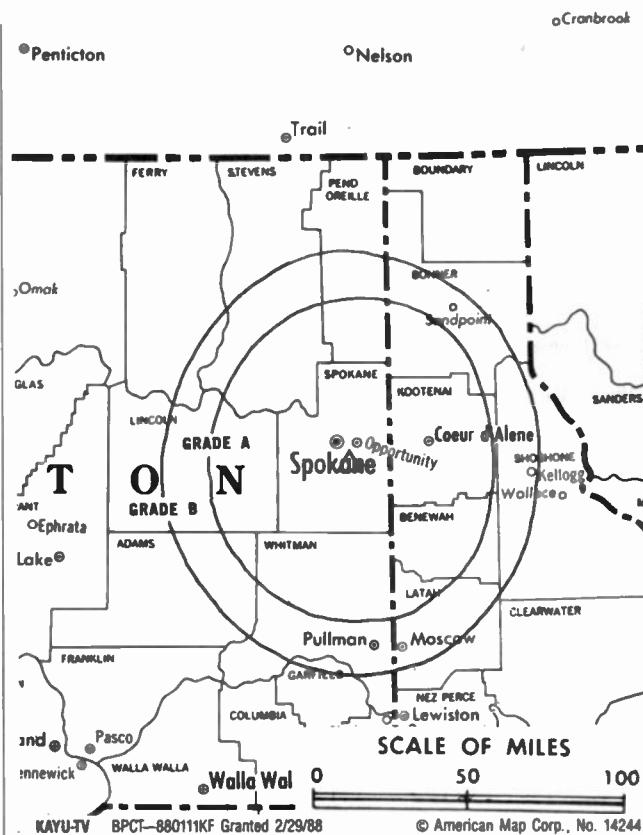 Cranbrook
Penticton
Nelson
Trail
FERRY
STEVENS
PEND OREILLE
BOUNDARY
LINCOLN
BONNER
Omak
Sandpoint
GLAS
SPOKANE
KOOTENAI
SANDERS
LINCOLN
GRADE A
Spokane
Opportunity
Coeur d'Alene
SHOSHONE
Kellogg
T O N
Wallace
ANT
GRADE B
Ephrata
BENEWAH
ADAMS
WHITMAN
Lake
LATAH
CLEARWATER
Pullman
Moscow
FRANKLIN
GARFIELD
NEZ PERCE
COLUMBIA
Lewiston
and
Pasco
SCALE OF MILES
ennewick
WALLA WALLA
Walla Wal
0 50 100
KAYU-TV BPCT-880111KF Granted 2/29/88 © American Map Corp., No. 14244